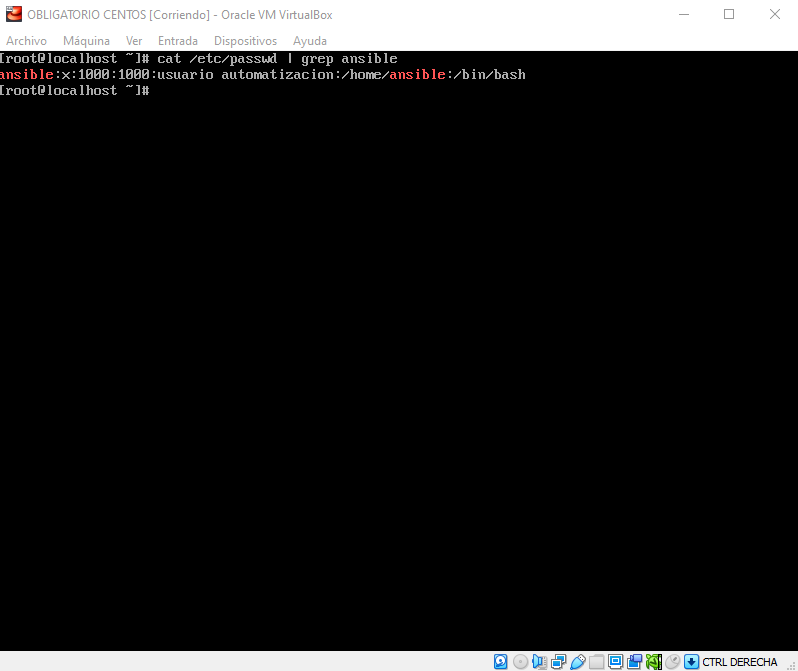 OBLIGATORIO CENTOS [Corriendo] - Oracle VM VirtualBox
Archivo Máquina Ver Entrada Dispositivos Ayuda
[root@localhost ~]# cat /etc/passwd | grep ansible
ansible:x:1000:1000:usuario automatizacion:/home/ansible:/bin/bash
[root@localhost ~]#
CTRL DERECHA